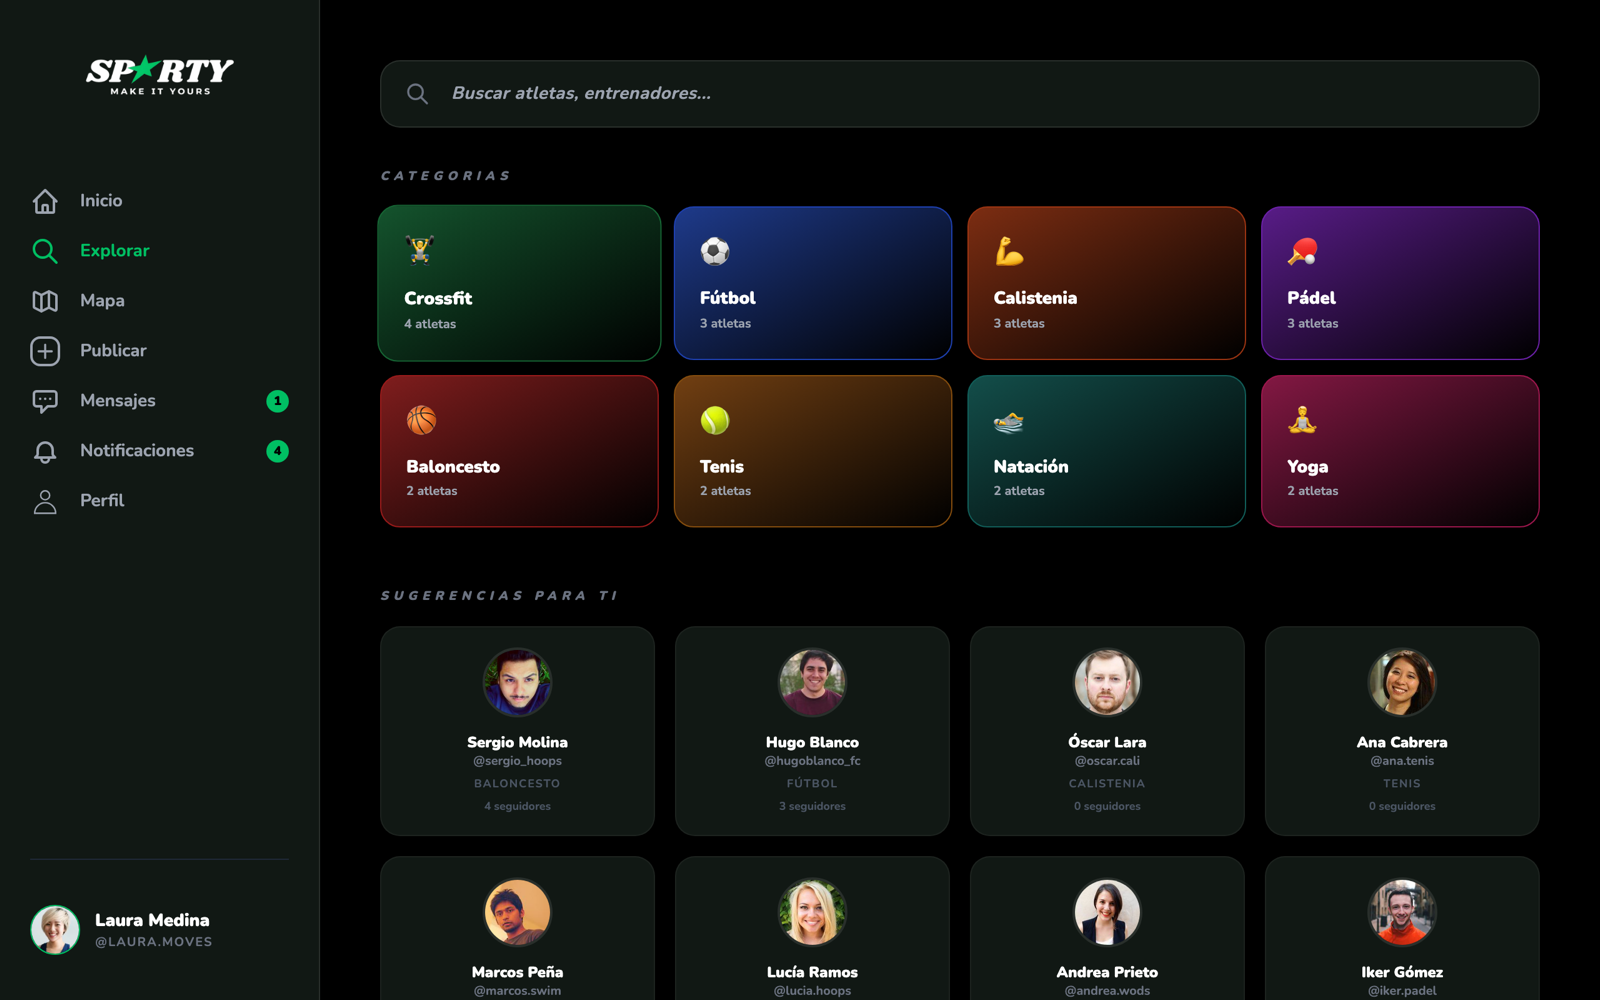 SP★RTY
MAKE IT YOURS
Inicio
Explorar
Mapa
Publicar
Mensajes 1
Notificaciones 4
Perfil
Laura Medina
@LAURA.MOVES
Buscar atletas, entrenadores...
CATEGORIAS
Crossfit
4 atletas
Fútbol
3 atletas
Calistenia
3 atletas
Pádel
3 atletas
Baloncesto
2 atletas
Tenis
2 atletas
Natación
2 atletas
Yoga
2 atletas
SUGERENCIAS PARA TI
Sergio Molina
@sergio_hoops
BALONCESTO
4 seguidores
Hugo Blanco
@hugoblanco_fc
FÚTBOL
3 seguidores
Óscar Lara
@oscar.cali
CALISTENIA
0 seguidores
Ana Cabrera
@ana.tenis
TENIS
0 seguidores
Marcos Peña
@marcos.swim
Lucía Ramos
@lucia.hoops
Andrea Prieto
@andrea.wods
Iker Gómez
@iker.padel